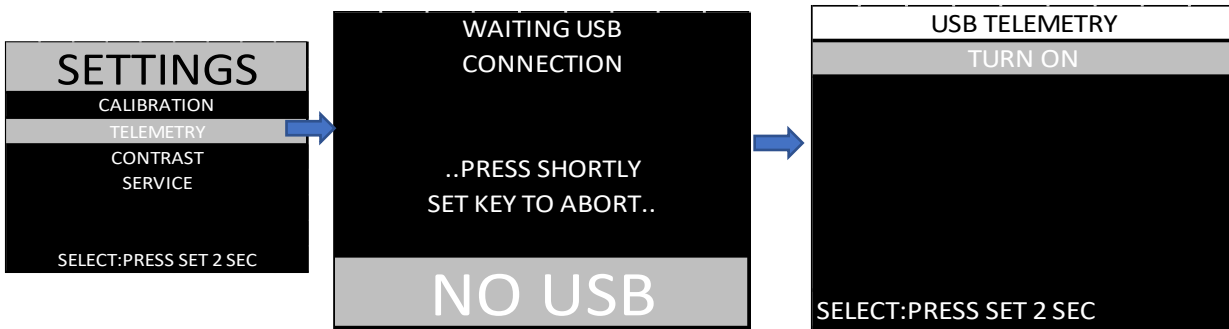 SETTINGS
CALIBRATION
TELEMETRY
CONTRAST
SERVICE
SELECT:PRESS SET 2 SEC
WAITING USB
CONNECTION
..PRESS SHORTLY
SET KEY TO ABORT..
NO USB
USB TELEMETRY
TURN ON
SELECT:PRESS SET 2 SEC